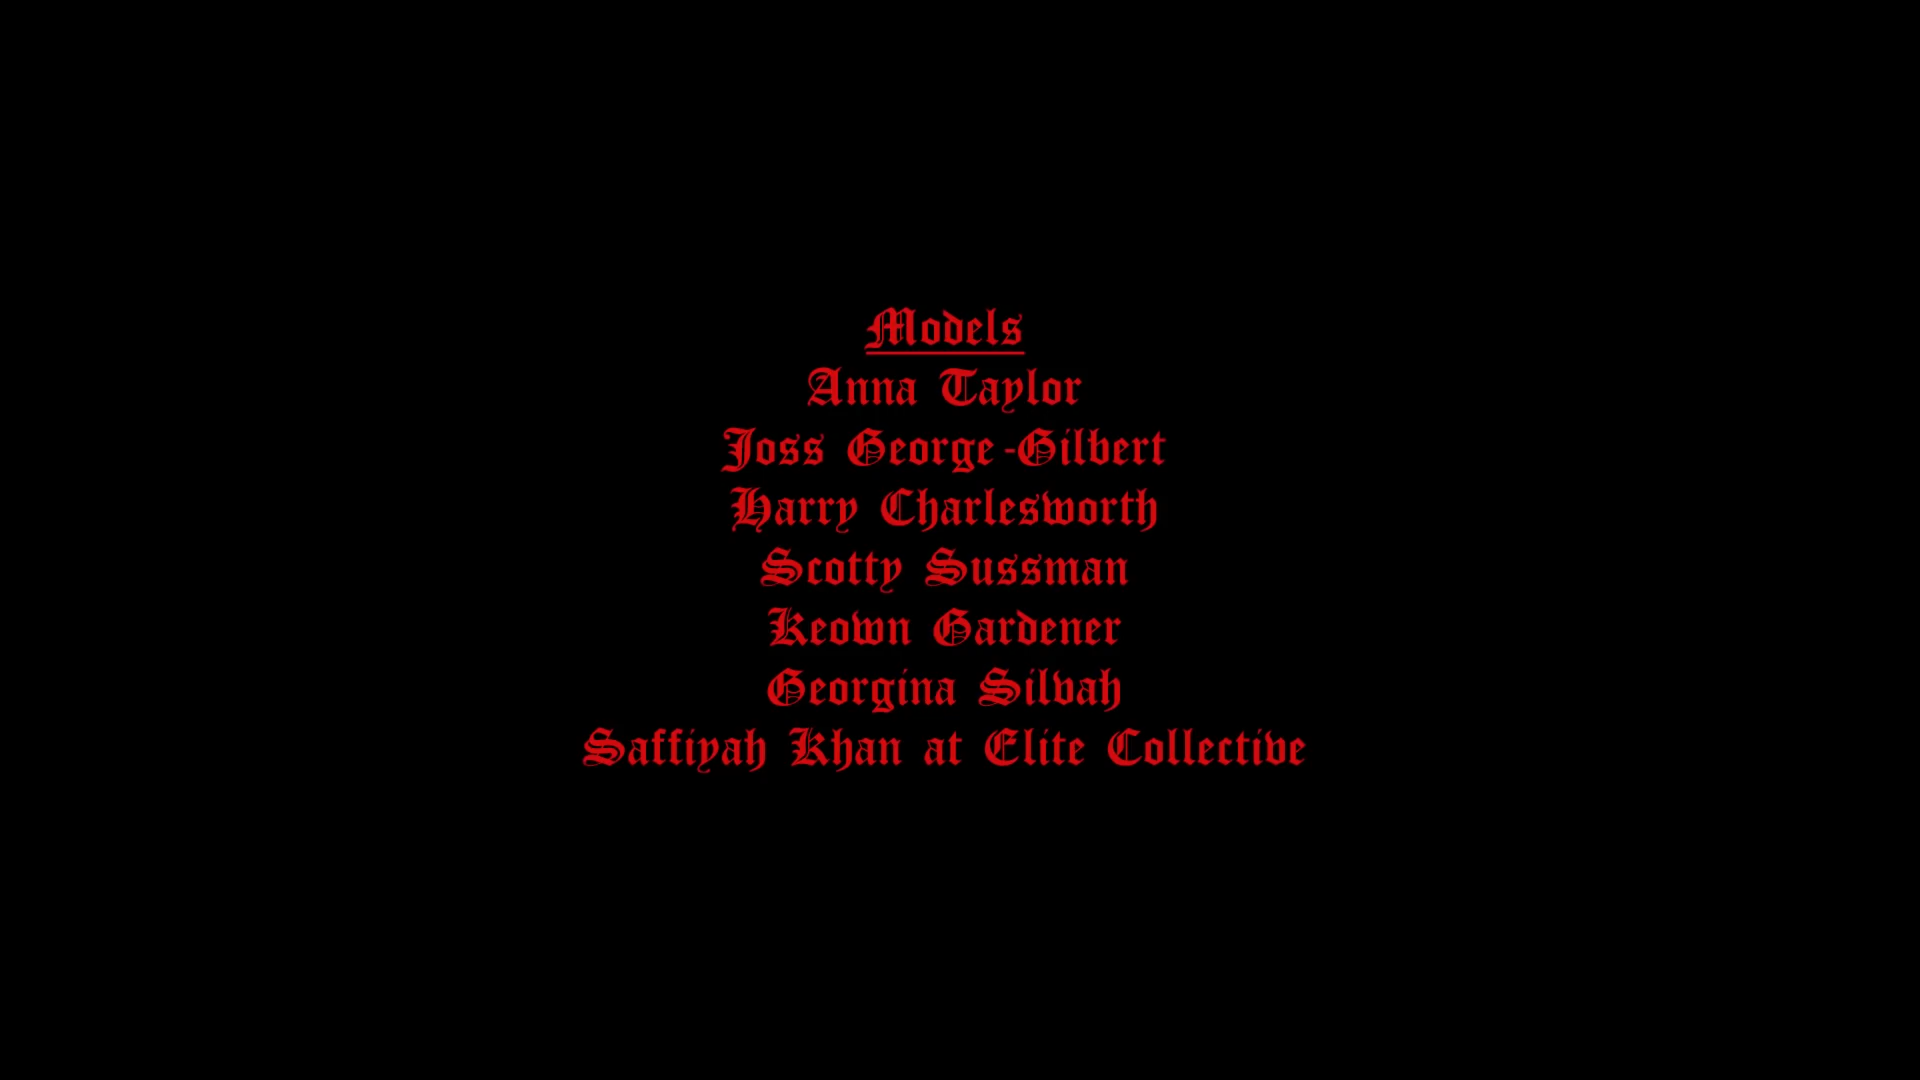 Models
Anna Taylor
Joss George-Gilbert
Harry Charlesworth
Scotty Sussman
Keown Gardener
Georgina Silvah
Saffiyah Khan at Elite Collective